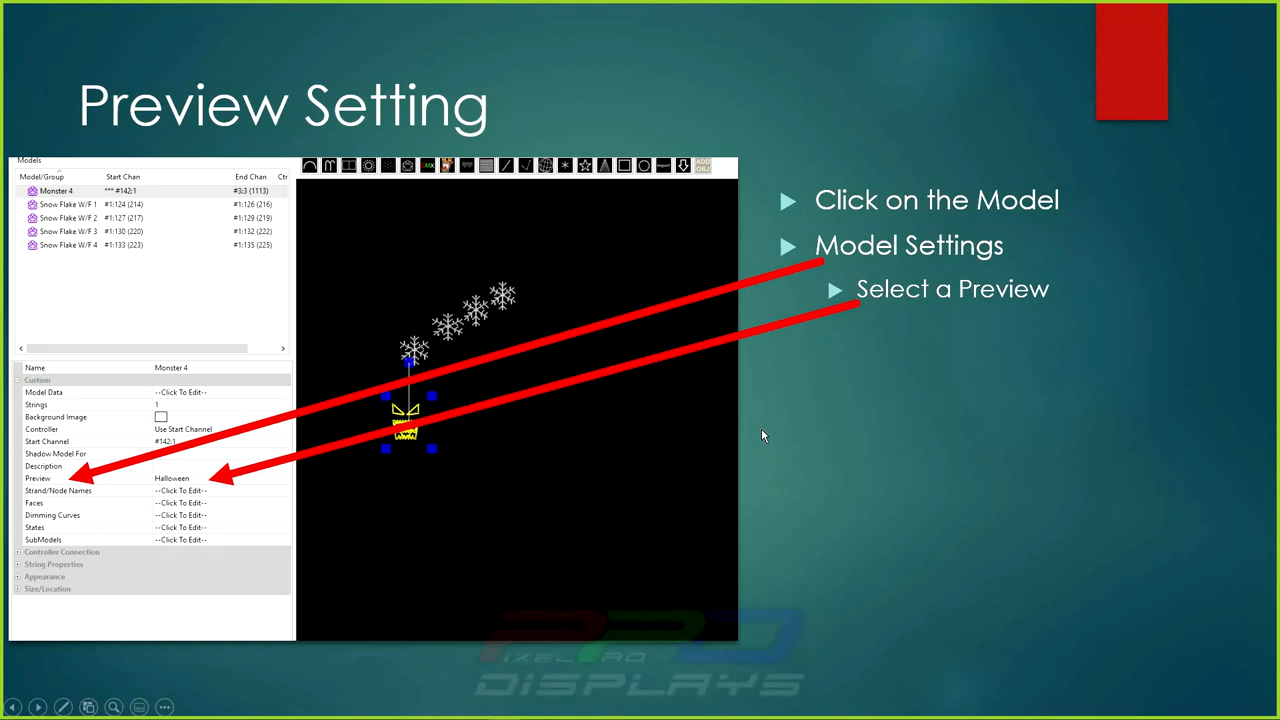 Preview Setting
Models
Model/Group Start Chan End Chan Ctr
Monster 4 *** #142:1 #3:3 (1113)
Snow Flake W/F 1 #1:124 (214) #1:126 (216)
Snow Flake W/F 2 #1:127 (217) #1:129 (219)
Snow Flake W/F 3 #1:130 (220) #1:132 (222)
Snow Flake W/F 4 #1:133 (223) #1:135 (225)
Name Monster 4
Custom
Model Data --Click To Edit--
Strings 1
Background Image
Controller Use Start Channel
Start Channel #142:1
Shadow Model For
Description
Preview Halloween
Strand/Node Names --Click To Edit--
Faces --Click To Edit--
Dimming Curves --Click To Edit--
States --Click To Edit--
SubModels --Click To Edit--
Controller Connection
String Properties
Appearance
Size/Location
ADD
OBJ
Click on the Model
Model Settings
Select a Preview
PPD
PIXEL PRO
DISPLAYS